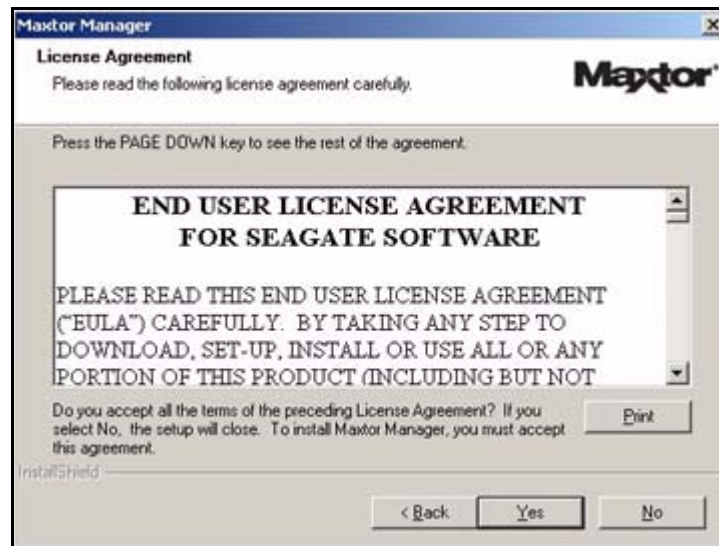 Maxtor Manager
License Agreement
Please read the following license agreement carefully.
Maxtor
Press the PAGE DOWN key to see the rest of the agreement.
END USER LICENSE AGREEMENT
FOR SEAGATE SOFTWARE
PLEASE READ THIS END USER LICENSE AGREEMENT
("EULA") CAREFULLY. BY TAKING ANY STEP TO
DOWNLOAD, SET-UP, INSTALL OR USE ALL OR ANY
PORTION OF THIS PRODUCT (INCLUDING BUT NOT
Do you accept all the terms of the preceding License Agreement? If you
select No, the setup will close. To install Maxtor Manager, you must accept
this agreement.
Print
InstallShield
< Back
Yes
No